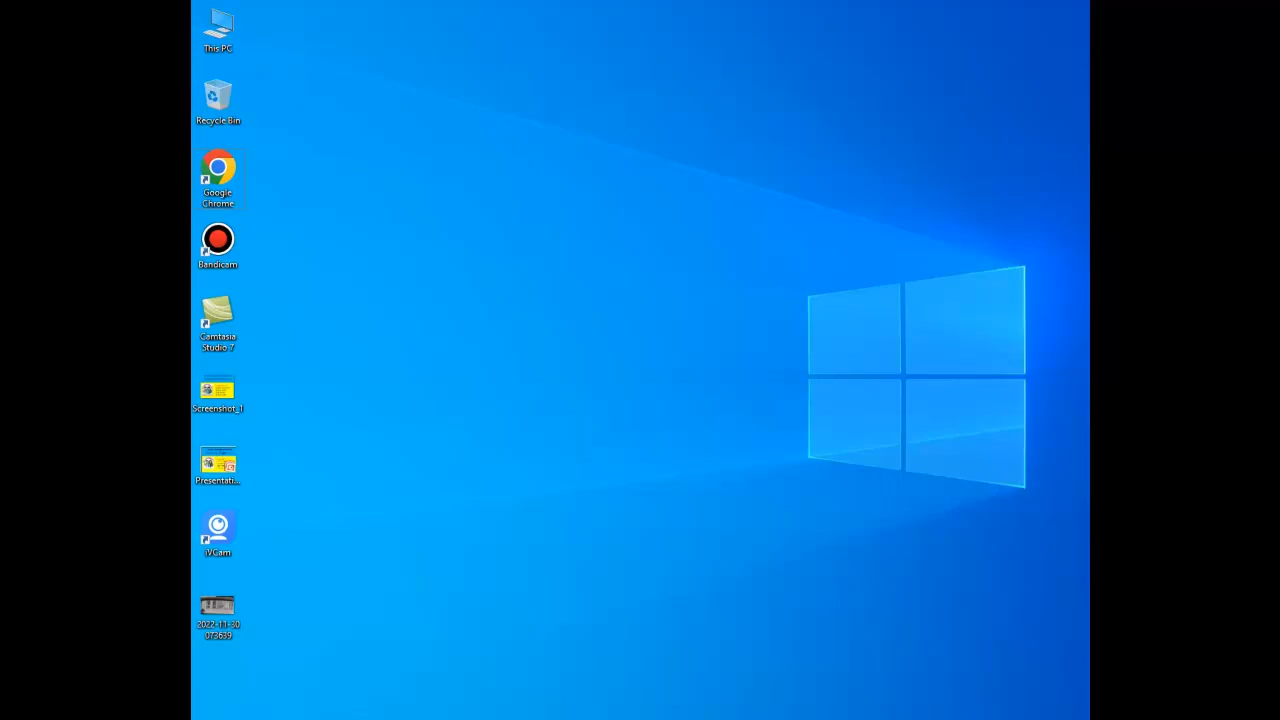 This PC
Recycle Bin
Google
Chrome
Bandicam
Camtasia
Studio 7
Screenshot_1
Presentati...
iVCam
2022-11-30
073639